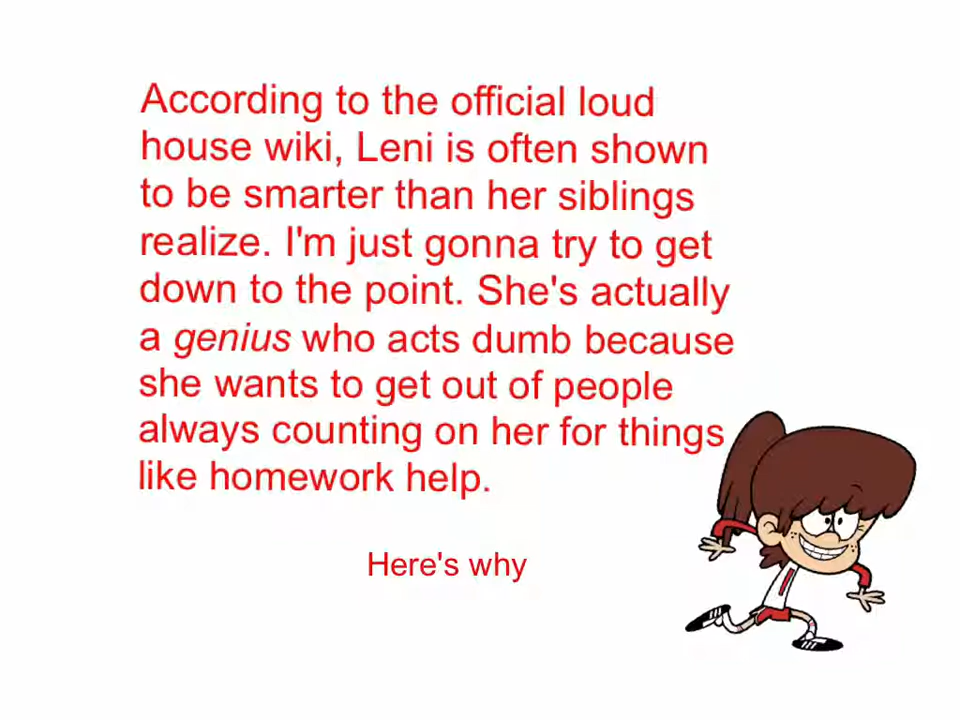 According to the official loud
house wiki, Leni is often shown
to be smarter than her siblings
realize. I'm just gonna try to get
down to the point. She's actually
a genius who acts dumb because
she wants to get out of people
always counting on her for things
like homework help.
Here's why